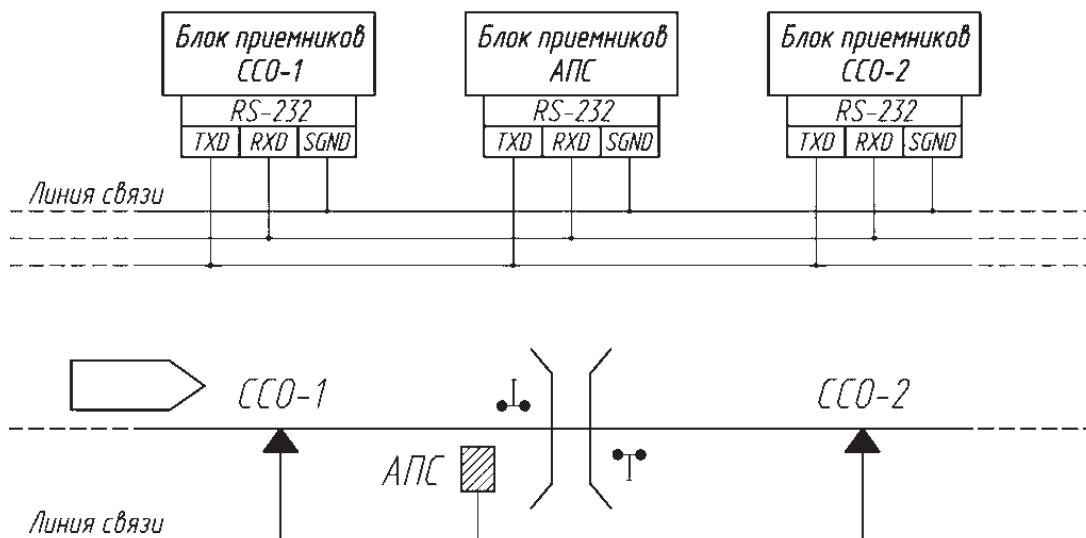 Блок приемников
ССО-1
RS-232
TXD RXD SGND
Блок приемников
АПС
RS-232
TXD RXD SGND
Блок приемников
ССО-2
RS-232
TXD RXD SGND
Линия связи
ССО-1
ССО-2
АПС
Линия связи